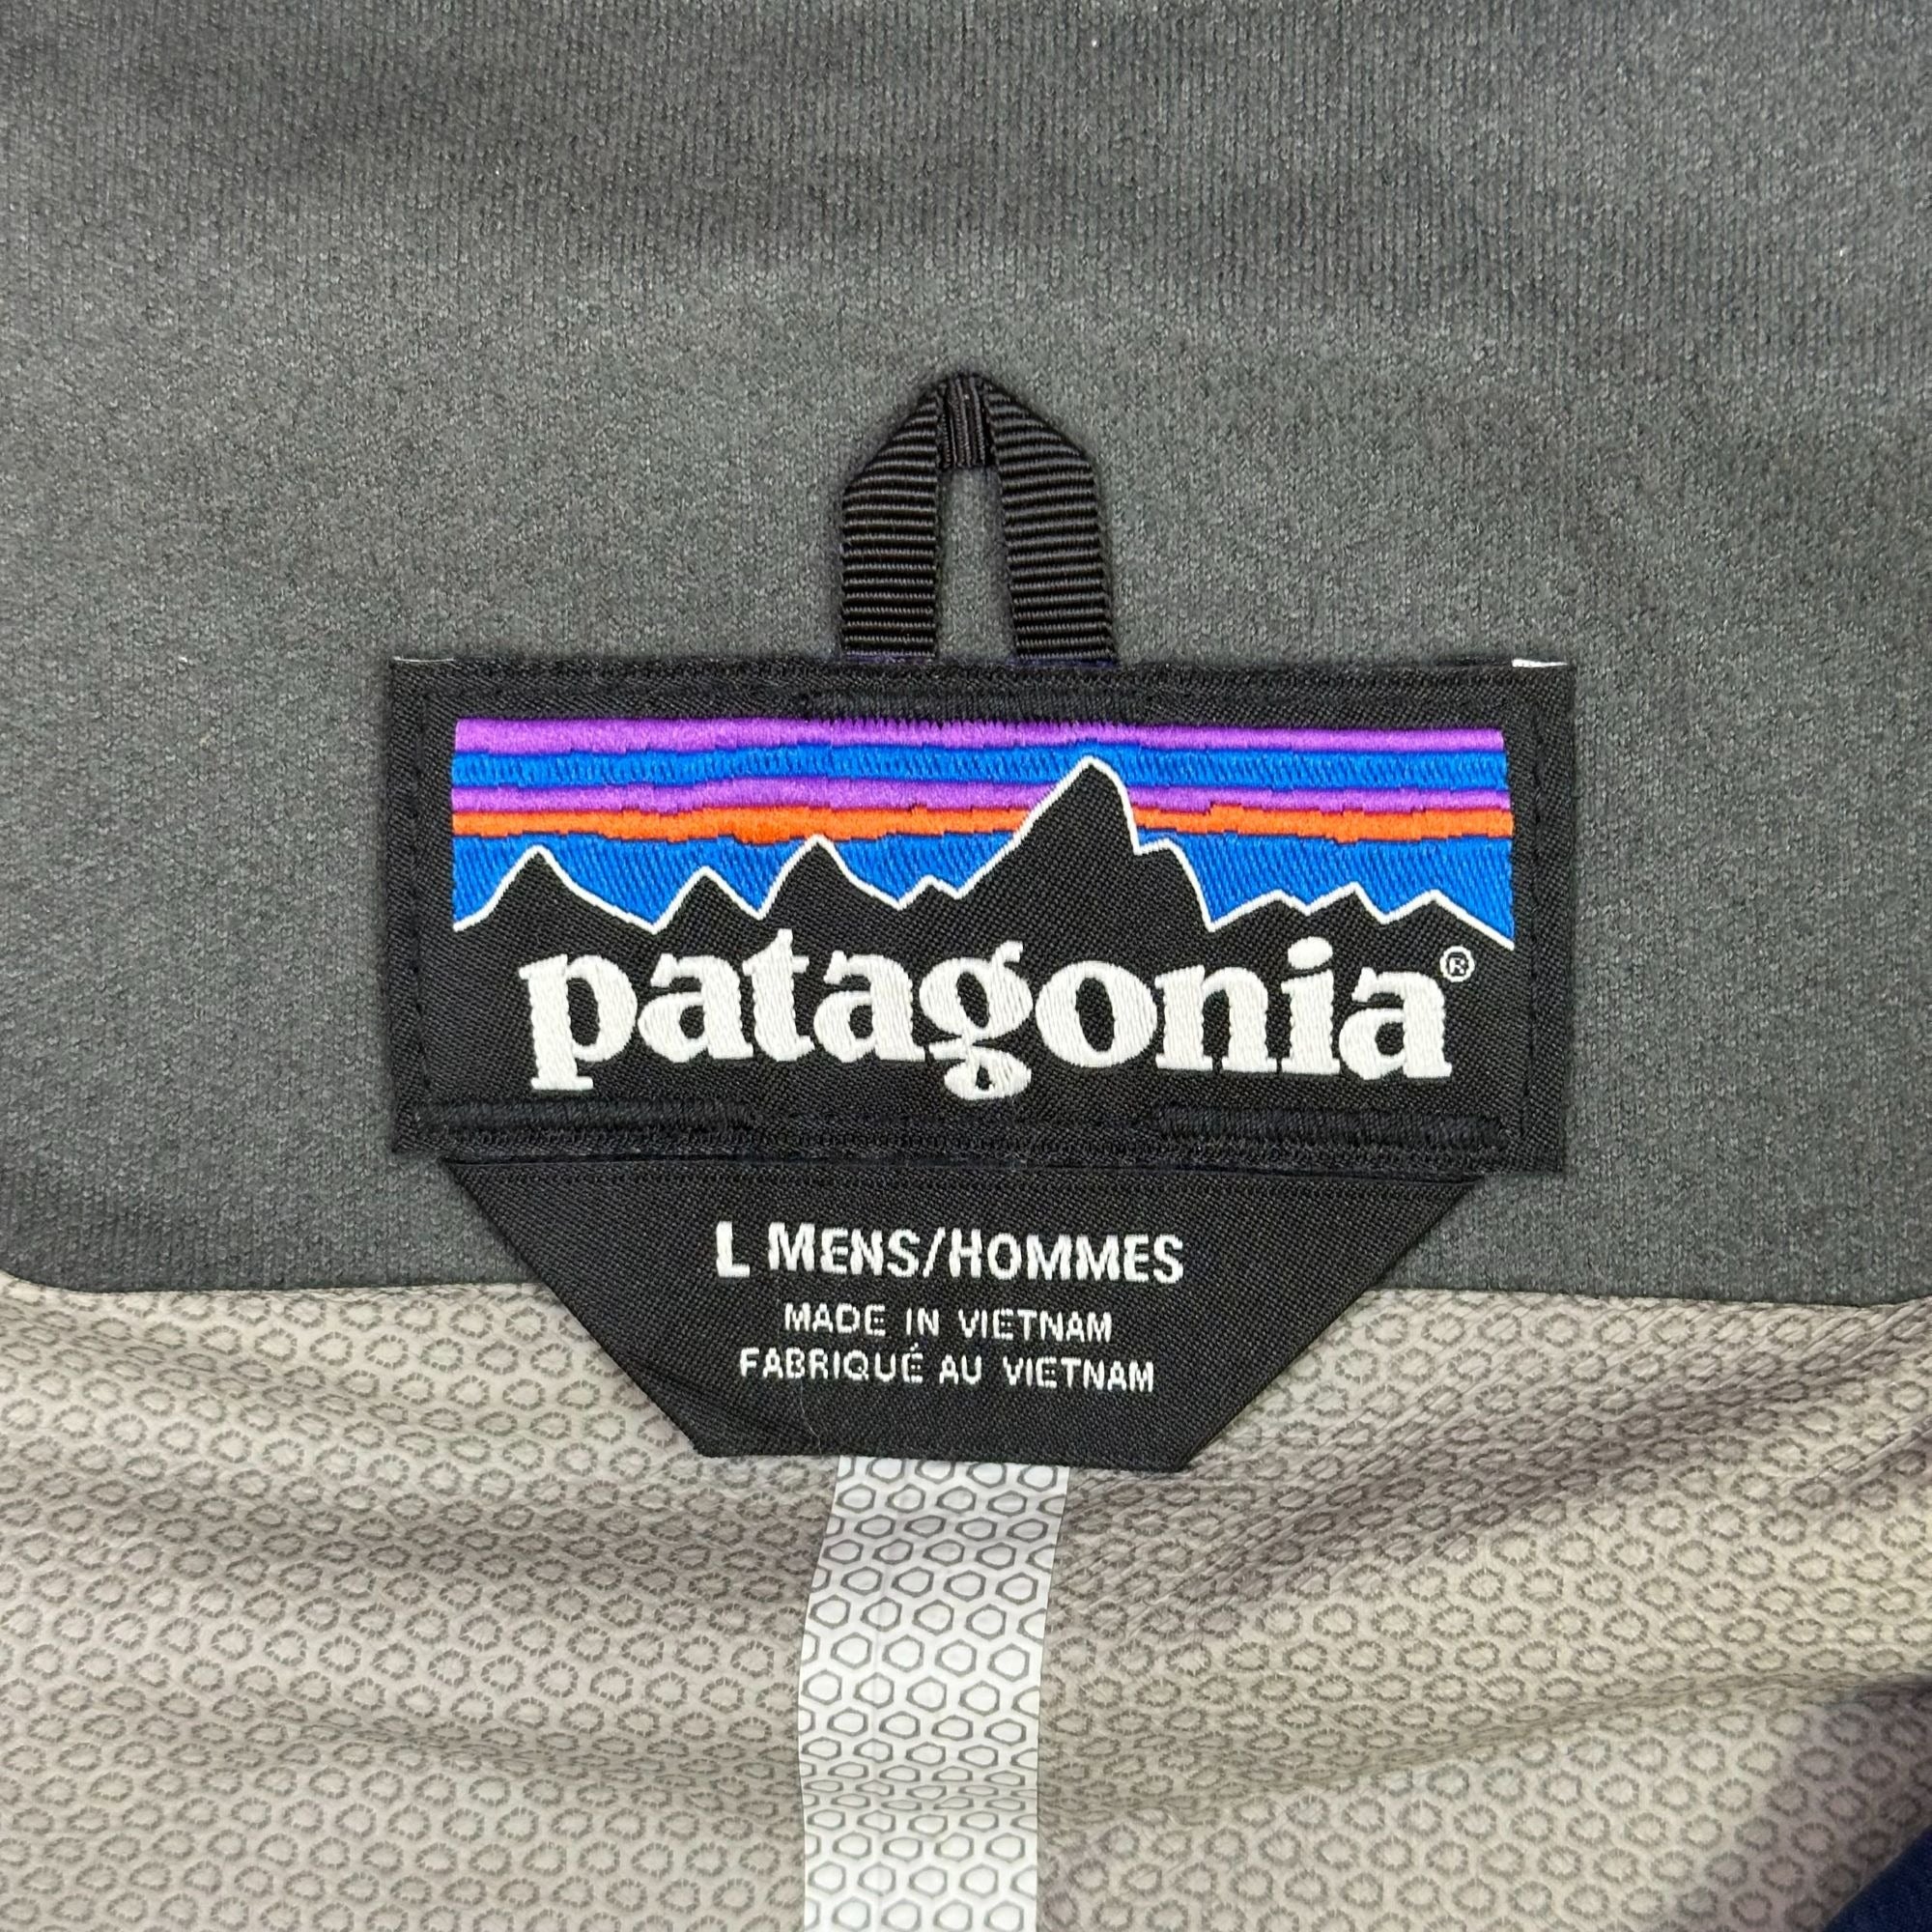 patagonia®
L MENS/HOMMES
MADE IN VIETNAM
FABRIQUÉ AU VIETNAM